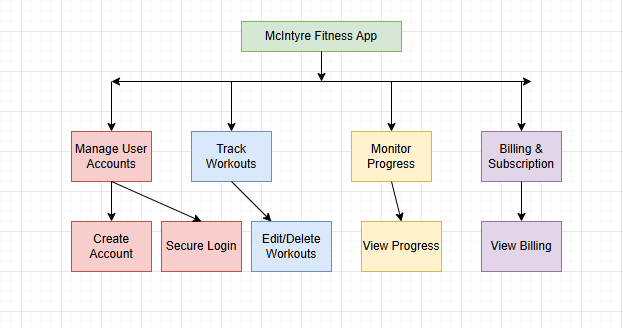 McIntyre Fitness App
Manage User
Accounts
Track
Workouts
Monitor
Progress
Billing &
Subscription
Create
Account
Secure Login
Edit/Delete
Workouts
View Progress
View Billing